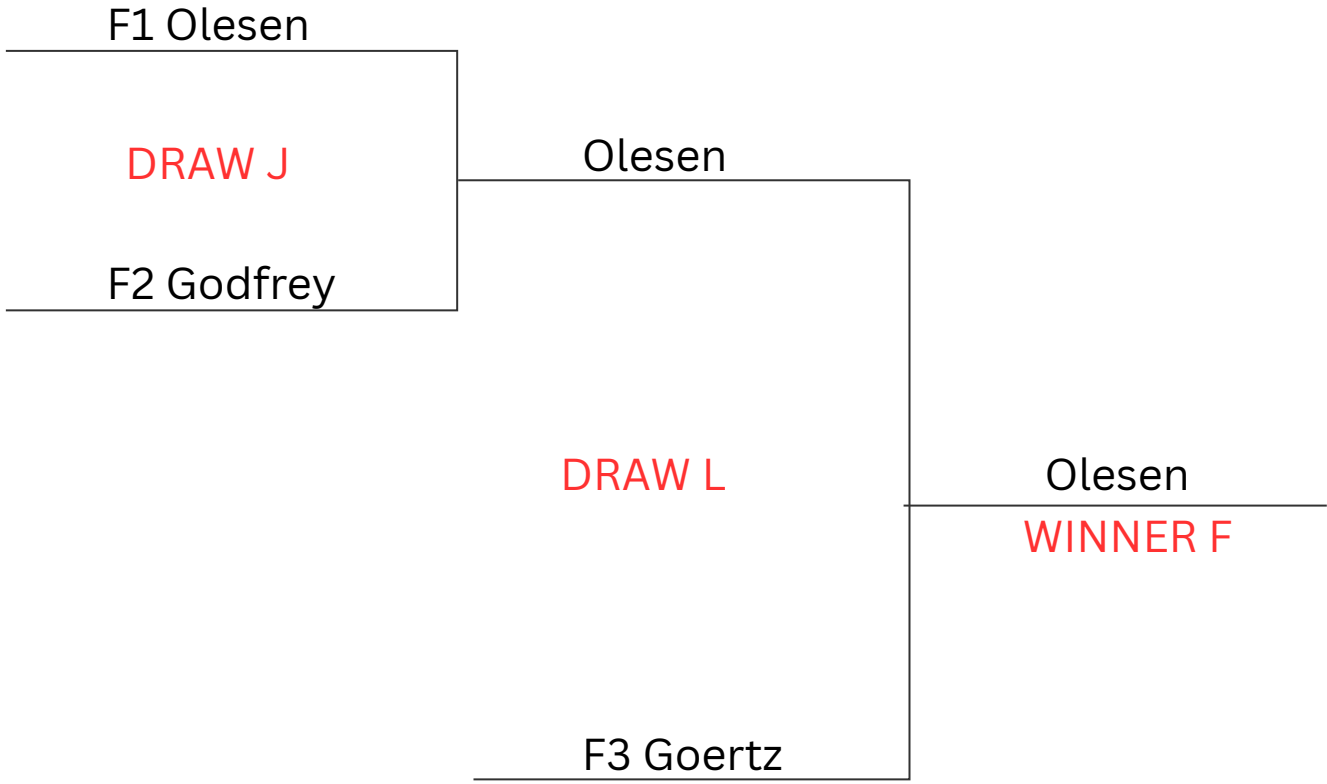 F1 Olesen
DRAW J
Olesen
F2 Godfrey
DRAW L
Olesen
WINNER F
F3 Goertz